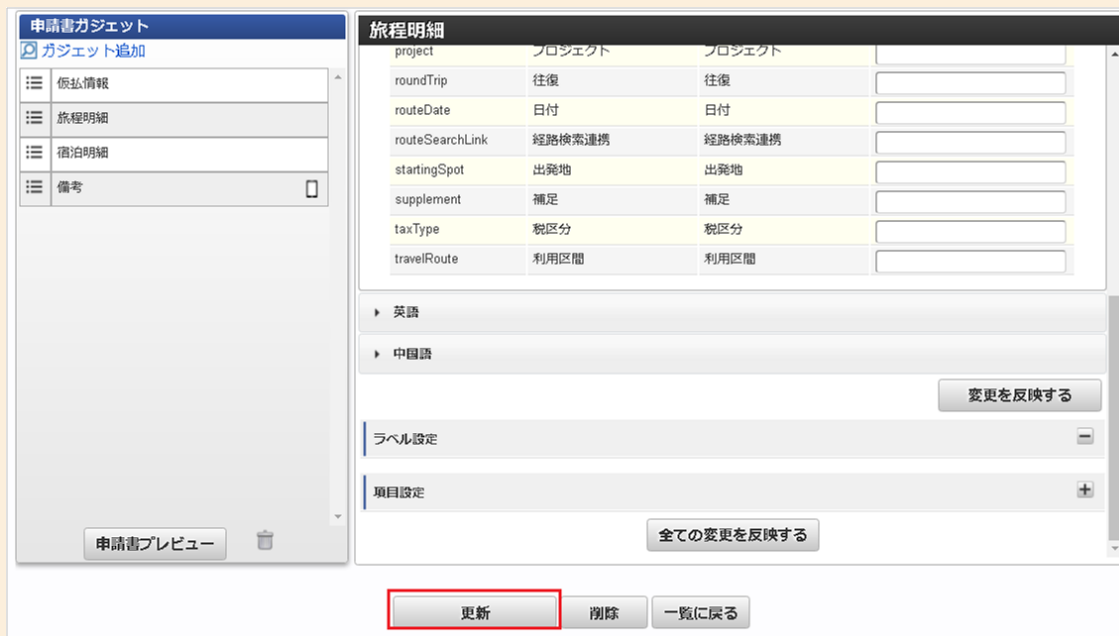 申請書ガジェット
ガジェット追加
仮払情報
旅程明細
宿泊明細
備考
申請書プレビュー
旅程明細
project プロジェクト プロジェクト
roundTrip 往復 往復
routeDate 日付 日付
routeSearchLink 経路検索連携 経路検索連携
startingSpot 出発地 出発地
supplement 補足 補足
taxType 税区分 税区分
travelRoute 利用区間 利用区間
英語
中国語
変更を反映する
ラベル設定
項目設定
全ての変更を反映する
更新 削除 一覧に戻る